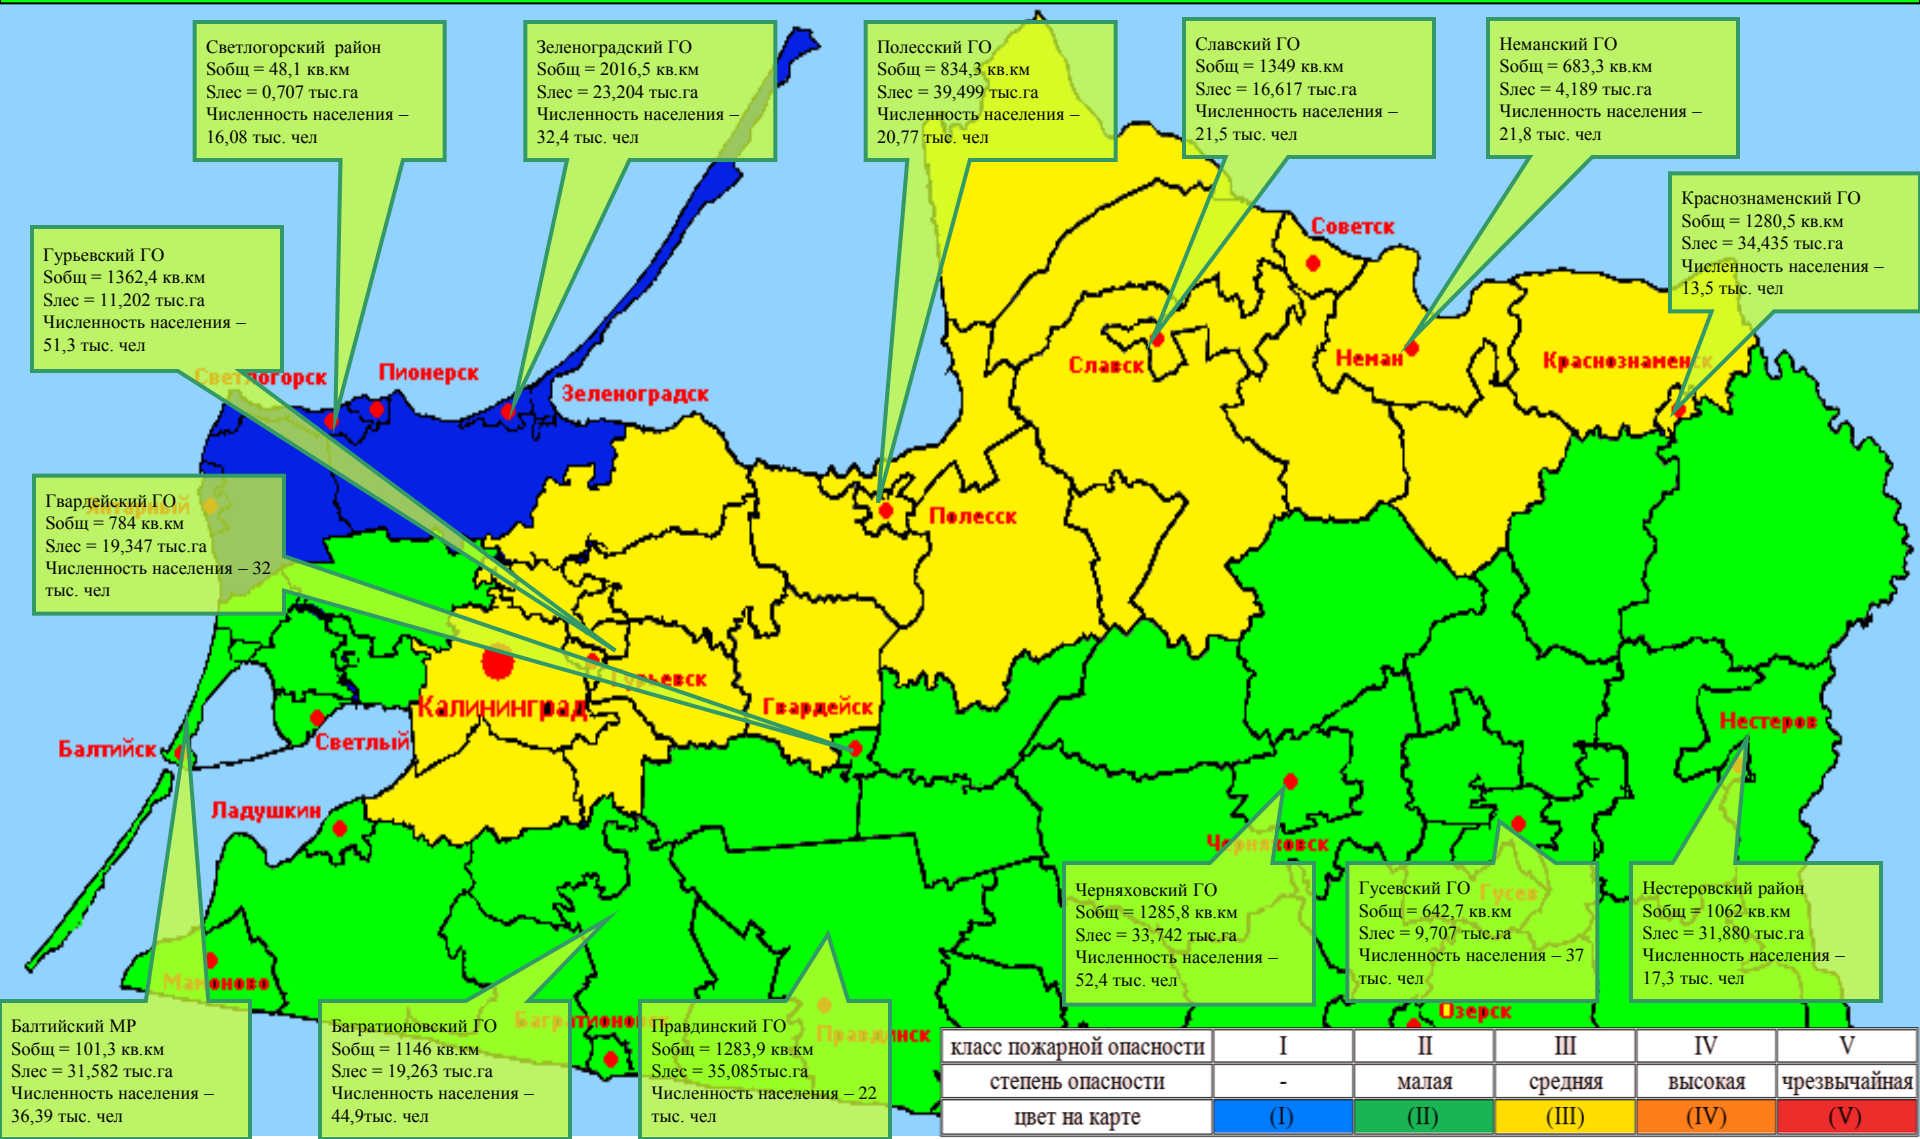 Светлогорский район
Sобщ = 48,1 кв.км
Sлес = 0,707 тыс.га
Численность населения –
16,08 тыс. чел
Зеленоградский ГО
Sобщ = 2016,5 кв.км
Sлес = 23,204 тыс.га
Численность населения –
32,4 тыс. чел
Полесский ГО
Sобщ = 834,3 кв.км
Sлес = 39,499 тыс.га
Численность населения –
20,77 тыс. чел
Славский ГО
Sобщ = 1349 кв.км
Sлес = 16,617 тыс.га
Численность населения –
21,5 тыс. чел
Неманский ГО
Sобщ = 683,3 кв.км
Sлес = 4,189 тыс.га
Численность населения –
21,8 тыс. чел
Краснознаменский ГО
Sобщ = 1280,5 кв.км
Sлес = 34,435 тыс.га
Численность населения –
13,5 тыс. чел
Гурьевский ГО
Sобщ = 1362,4 кв.км
Sлес = 11,202 тыс.га
Численность населения –
51,3 тыс. чел
Советск
Светлогорск
Пионерск
Зеленоградск
Славск
Неман
Краснознаменск
Гвардейский ГО
Sобщ = 784 кв.км
Sлес = 19,347 тыс.га
Численность населения – 32
тыс. чел
Янтарный
Полесск
Гурьевск
Калининград
Гвардейск
Нестеров
Светлый
Балтийск
Ладушкин
Черняховск
Гусев
Мамоново
Багратионовск
Правдинск
Озерск
Черняховский ГО
Sобщ = 1285,8 кв.км
Sлес = 33,742 тыс.га
Численность населения –
52,4 тыс. чел
Гусевский ГО
Sобщ = 642,7 кв.км
Sлес = 9,707 тыс.га
Численность населения – 37
тыс. чел
Нестеровский район
Sобщ = 1062 кв.км
Sлес = 31,880 тыс.га
Численность населения –
17,3 тыс. чел
Балтийский МР
Sобщ = 101,3 кв.км
Sлес = 31,582 тыс.га
Численность населения –
36,39 тыс. чел
Багратионовский ГО
Sобщ = 1146 кв.км
Sлес = 19,263 тыс.га
Численность населения –
44,9тыс. чел
Правдинский ГО
Sобщ = 1283,9 кв.км
Sлес = 35,085тыс.га
Численность населения – 22
тыс. чел
класс пожарной опасности I II III IV V
степень опасности - малая средняя высокая чрезвычайная
цвет на карте (I) (II) (III) (IV) (V)